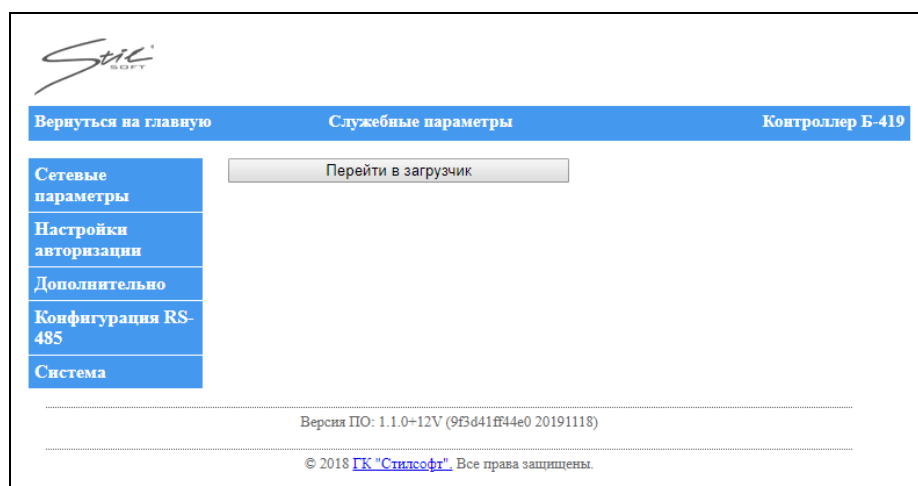 Stil
SOFT
Вернуться на главную Служебные параметры Контроллер Б-419
Перейти в загрузчик
Сетевые
параметры
Настройки
авторизации
Дополнительно
Конфигурация RS-
485
Система
Версия ПО: 1.1.0+12V (9f3d41ff44e0 20191118)
© 2018 ГК "Стилсофт". Все права защищены.